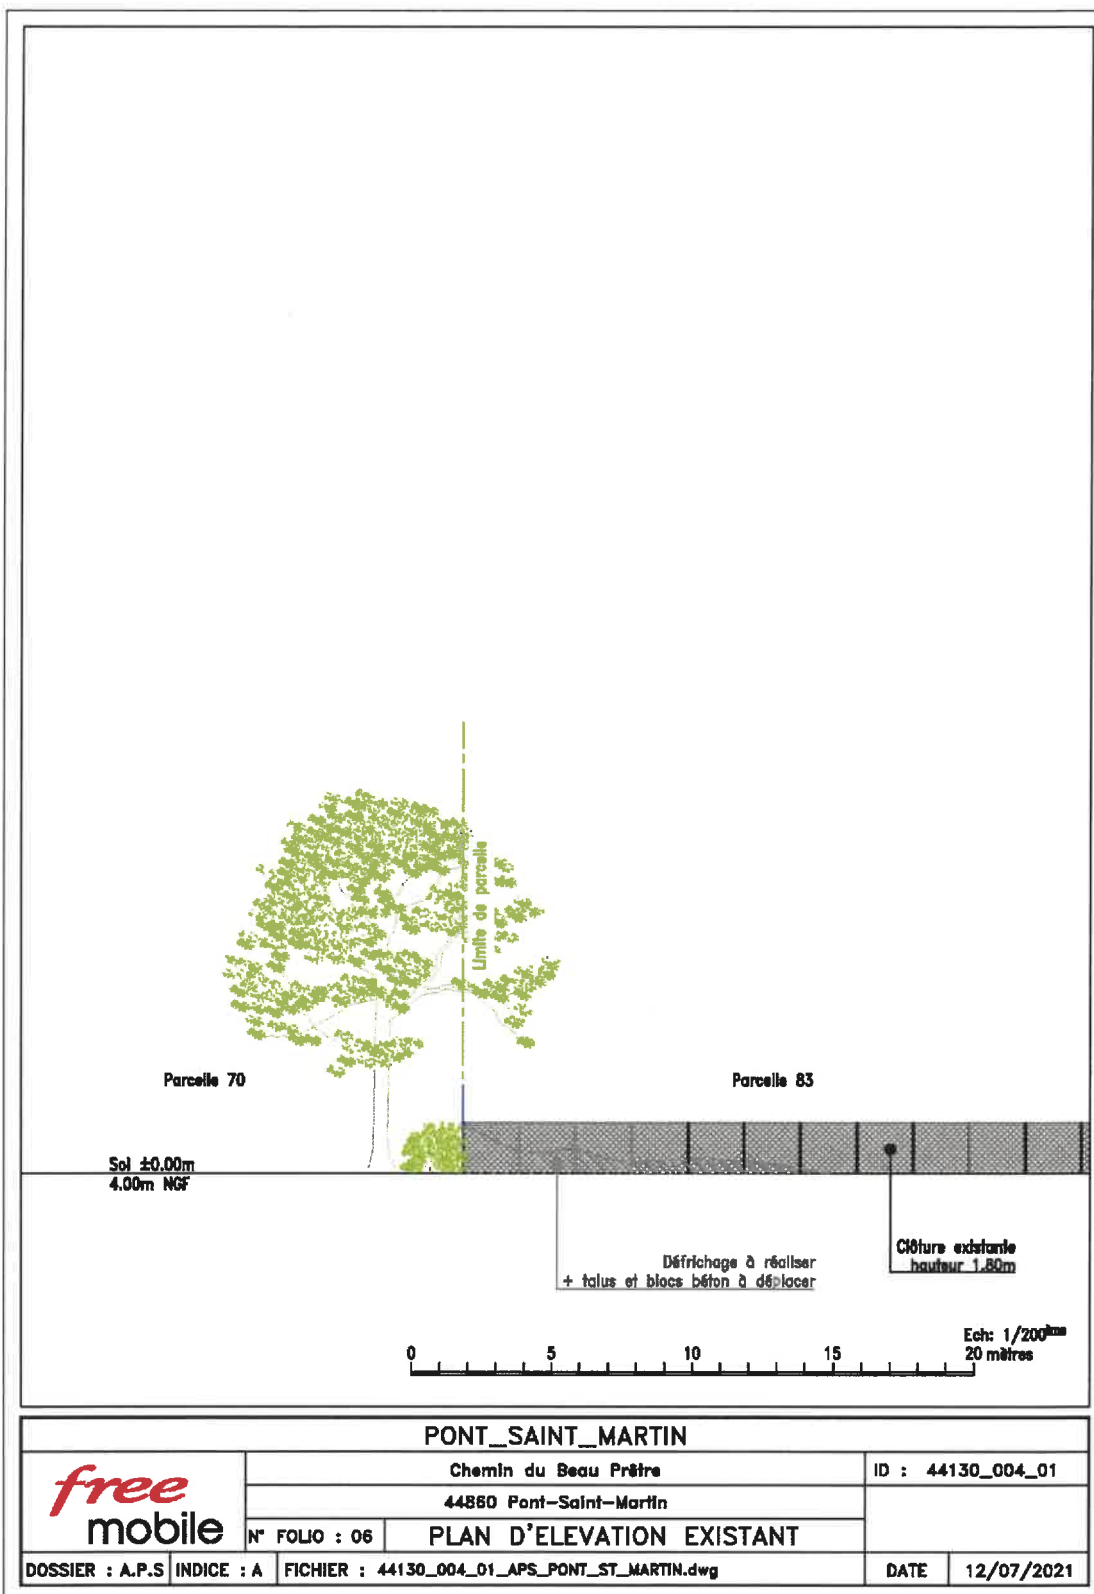 Limite de parcelle
Parcelle 70
Parcelle 83
Sol ±0.00m
4.00m NGF
Défrichage à réaliser
+ talus et blocs béton à déplacer
Clôture existante
hauteur 1.80m
Ech: 1/200ème
0 5 10 15 20 mètres
PONT_SAINT_MARTIN
free
mobile
Chemin du Beau Prêtre
ID : 44130_004_01
44860 Pont-Saint-Martin
N° FOLIO : 06
PLAN D'ELEVATION EXISTANT
DOSSIER : A.P.S
INDICE : A
FICHIER : 44130_004_01_APS_PONT_ST_MARTIN.dwg
DATE
12/07/2021